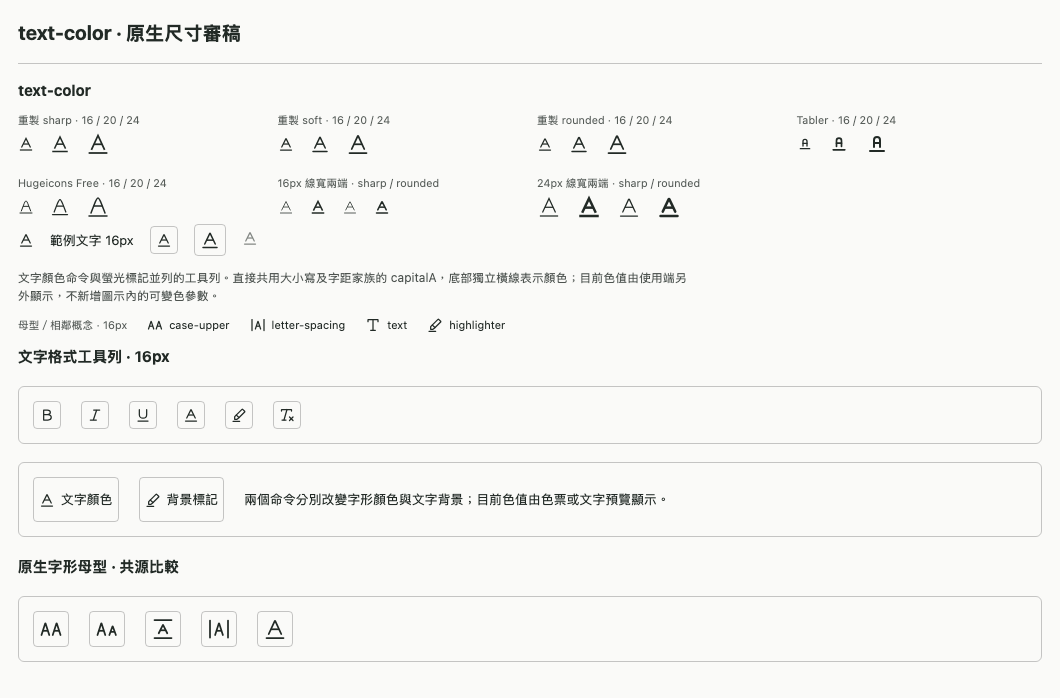 text-color · 原生尺寸審稿
text-color
重製 sharp · 16 / 20 / 24
重製 soft · 16 / 20 / 24
重製 rounded · 16 / 20 / 24
Tabler · 16 / 20 / 24
Hugeicons Free · 16 / 20 / 24
16px 線寬兩端 · sharp / rounded
24px 線寬兩端 · sharp / rounded
範例文字 16px
文字顏色命令與螢光標記並列的工具列。直接共用大小寫及字距家族的 capitalA，底部獨立橫線表示顏色；目前色值由使用端另
外顯示，不新增圖示內的可變色參數。
母型 / 相鄰概念 · 16px case-upper letter-spacing text highlighter
文字格式工具列 · 16px
文字顏色 背景標記 兩個命令分別改變字形顏色與文字背景；目前色值由色票或文字預覽顯示。
原生字形母型 · 共源比較